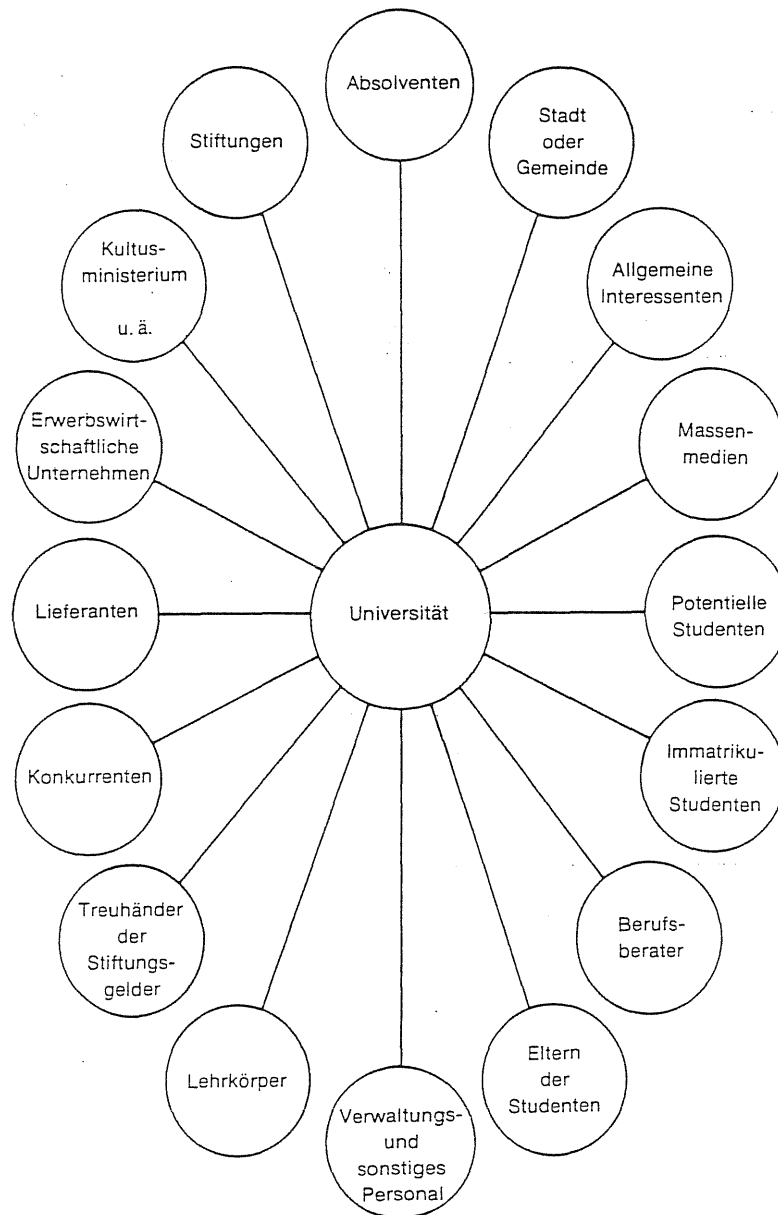 Absolventen
Stadt
oder
Gemeinde
Allgemeine
Interessenten
Massen-
medien
Potentielle
Studenten
Immatriku-
lierte
Studenten
Berufs-
berater
Eltern
der
Studenten
Verwaltungs-
und
sonstiges
Personal
Lehrkörper
Treuhänder
der
Stiftungs-
gelder
Konkurrenten
Lieferanten
Erwerbswirt-
schaftliche
Unternehmen
Kultus-
ministerium
u. ä.
Stiftungen
Universität